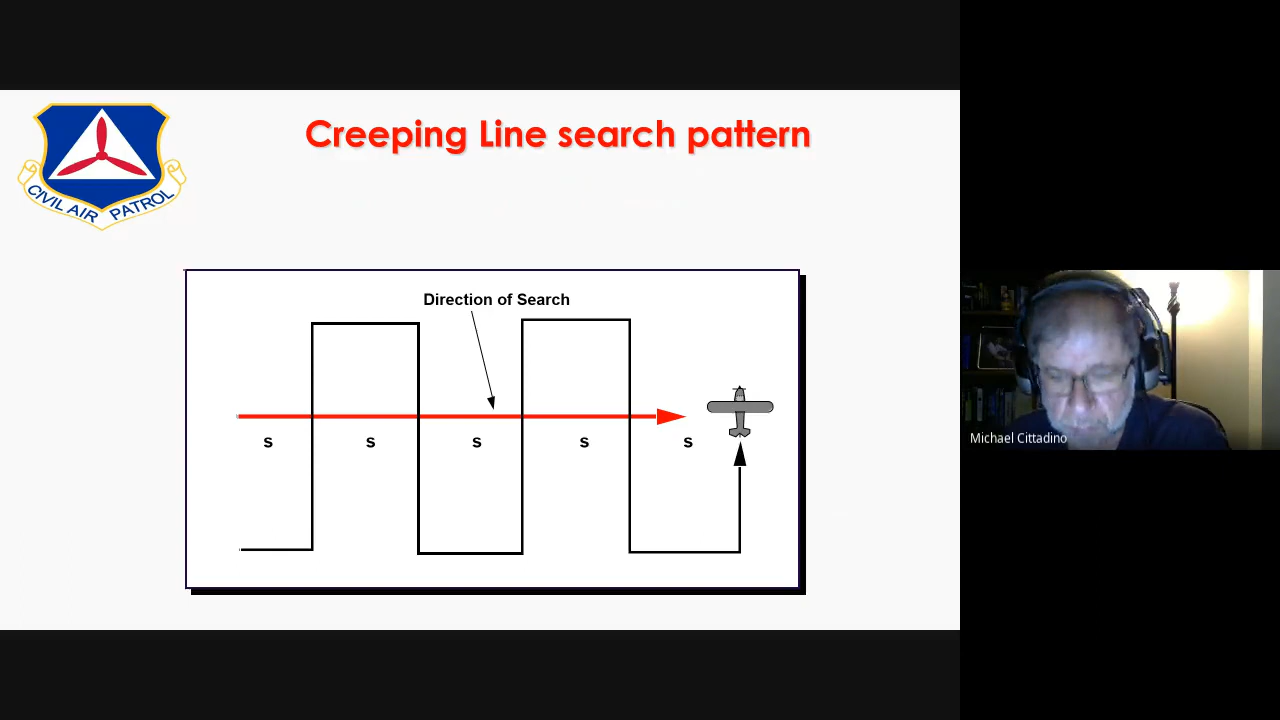 Creeping Line search pattern
CIVIL AIR PATROL
Direction of Search
s s s s s
Michael Cittadino